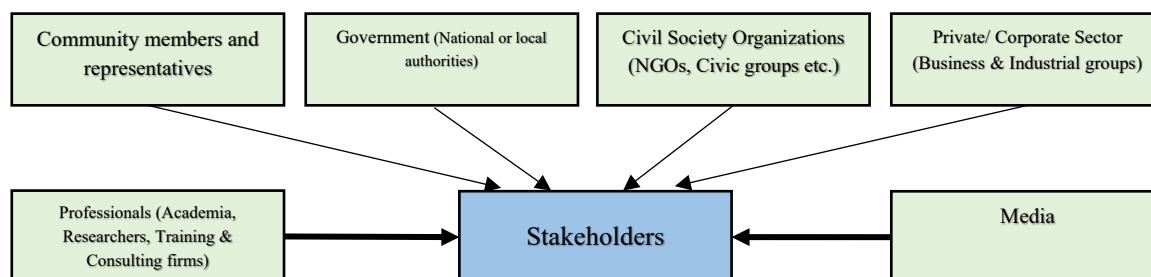 Community members and
representatives
Government (National or local
authorities)
Civil Society Organizations
(NGOs, Civic groups etc.)
Private/ Corporate Sector
(Business & Industrial groups)
Professionals (Academia,
Researchers, Training &
Consulting firms)
Stakeholders
Media